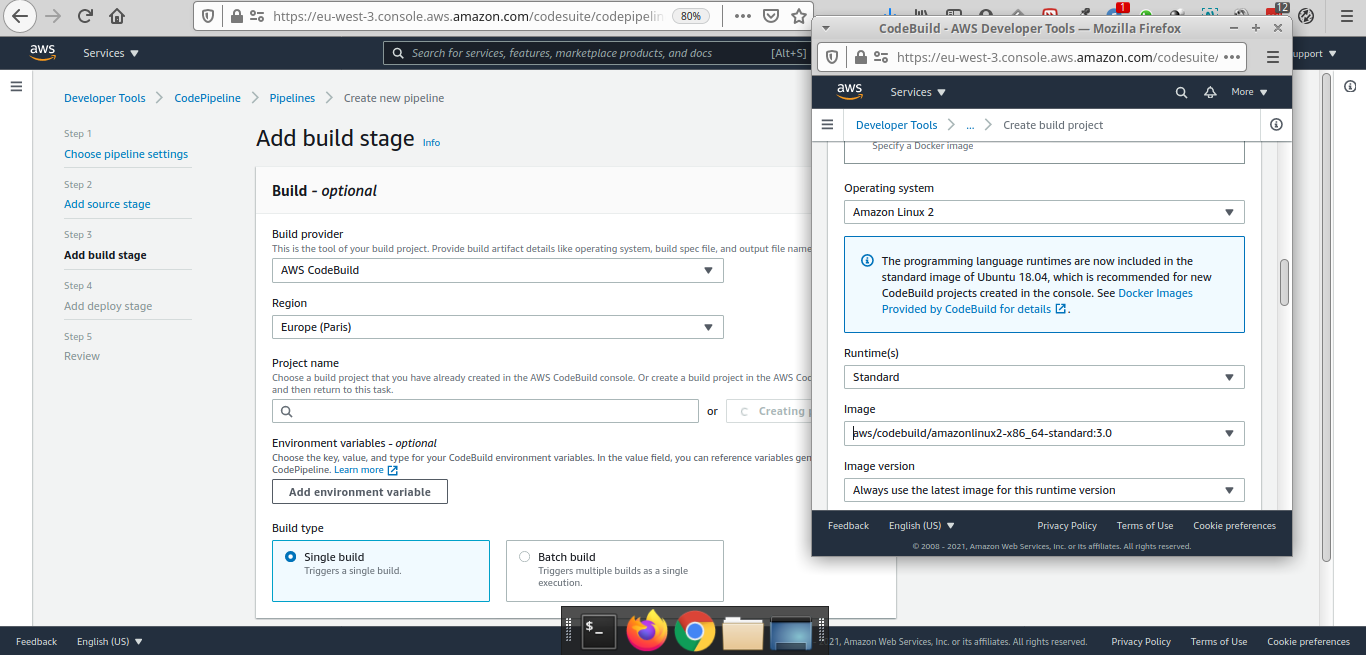 https://eu-west-3.console.aws.amazon.com/codesuite/codepipelin
80%
1
12
aws
Services
Search for services, features, marketplace products, and docs
[Alt+S]
upport
Developer Tools
CodePipeline
Pipelines
Create new pipeline
Step 1
Choose pipeline settings
Step 2
Add source stage
Step 3
Add build stage
Step 4
Add deploy stage
Step 5
Review
Add build stage Info
Build - optional
Build provider
This is the tool of your build project. Provide build artifact details like operating system, build spec file, and output file name
AWS CodeBuild
Region
Europe (Paris)
Project name
Choose a build project that you have already created in the AWS CodeBuild console. Or create a build project in the AWS Coc
and then return to this task.
or
Creating p
Environment variables - optional
Choose the key, value, and type for your CodeBuild environment variables. In the value field, you can reference variables gen
CodePipeline. Learn more
Add environment variable
Build type
Single build
Triggers a single build.
Batch build
Triggers multiple builds as a single
execution.
CodeBuild - AWS Developer Tools — Mozilla Firefox
https://eu-west-3.console.aws.amazon.com/codesuite/
aws
Services
More
Developer Tools
...
Create build project
Specify a Docker image
Operating system
Amazon Linux 2
The programming language runtimes are now included in the
standard image of Ubuntu 18.04, which is recommended for new
CodeBuild projects created in the console. See Docker Images
Provided by CodeBuild for details .
Runtime(s)
Standard
Image
aws/codebuild/amazonlinux2-x86_64-standard:3.0
Image version
Always use the latest image for this runtime version
Feedback
English (US)
Privacy Policy
Terms of Use
Cookie preferences
© 2008 - 2021, Amazon Web Services, Inc. or its affiliates. All rights reserved.
$_
Feedback
English (US)
21, Amazon Web Services, Inc. or its affiliates. All rights reserved.
Privacy Policy
Terms of Use
Cookie preferences